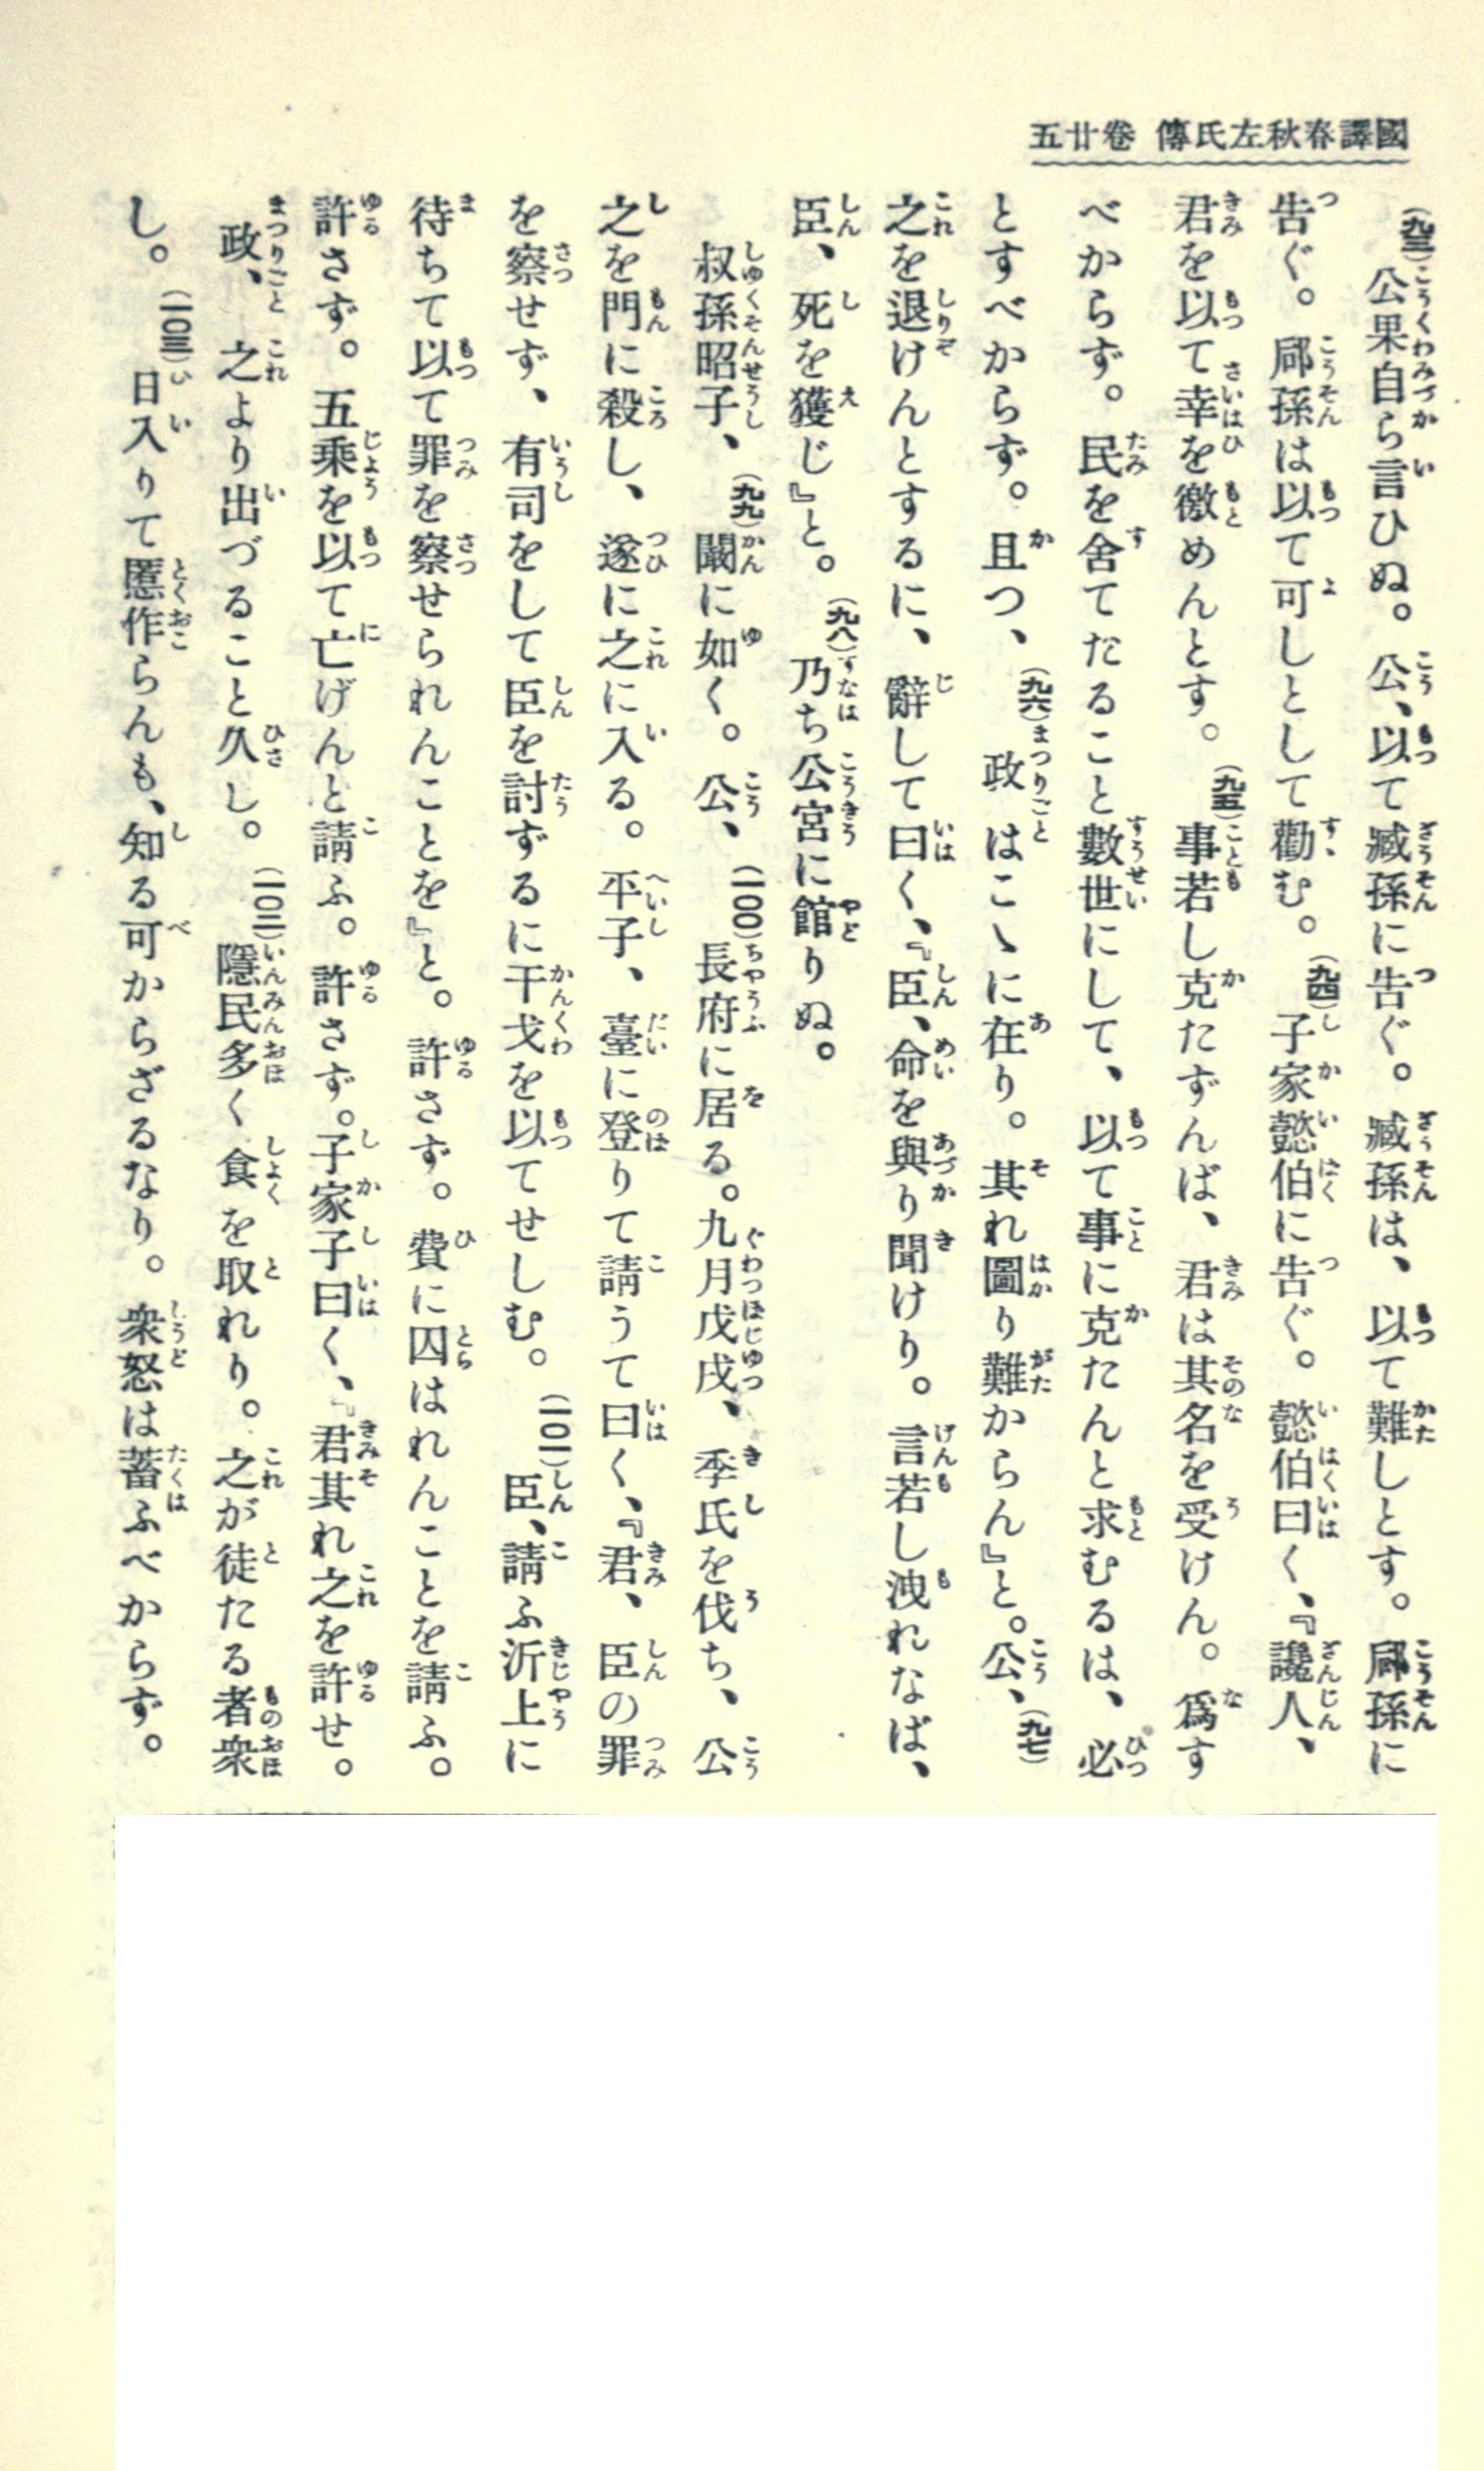 國譯春秋左氏傳 卷廿五
(九三)公果自ら言ひぬ。公、以て臧孫に告ぐ。臧孫は、以て難しとす。郈孫に
告ぐ。郈孫は以て可しとして勸む。(九四)子家懿伯に告ぐ。懿伯曰く、『讒人、
君を以て幸を徼めんとす。(九五)事若し克たずんば、君は其名を受けん。爲す
べからず。民を舍てたること數世にして、以て事に克たんと求むるは、必
とすべからず。且つ、(九六)政はこゝに在り。其れ圖り難からん』と。公、(九七)
之を退けんとするに、辭して曰く、『臣、命を與り聞けり。言若し洩れなば、
臣、死を獲じ』と。(九八)乃ち公宮に館りぬ。
叔孫昭子、(九九)闞に如く。公、(一〇〇)長府に居る。九月戊戌、季氏を伐ち、公
之を門に殺し、遂に之に入る。平子、臺に登りて請うて曰く、『君、臣の罪
を察せず、有司をして臣を討ずるに干戈を以てせしむ。(一〇一)臣、請ふ沂上に
待ちて以て罪を察せられんことを』と。許さず。費に囚はれんことを請ふ。
許さず。五乘を以て亡げんと請ふ。許さず。子家子曰く、『君其れ之を許せ。
政、之より出づること久し。(一〇二)隱民多く食を取れり。之が徒たる者衆
し。(一〇三)日入りて慝作らんも、知る可からざるなり。衆怒は蓄ふべからず。